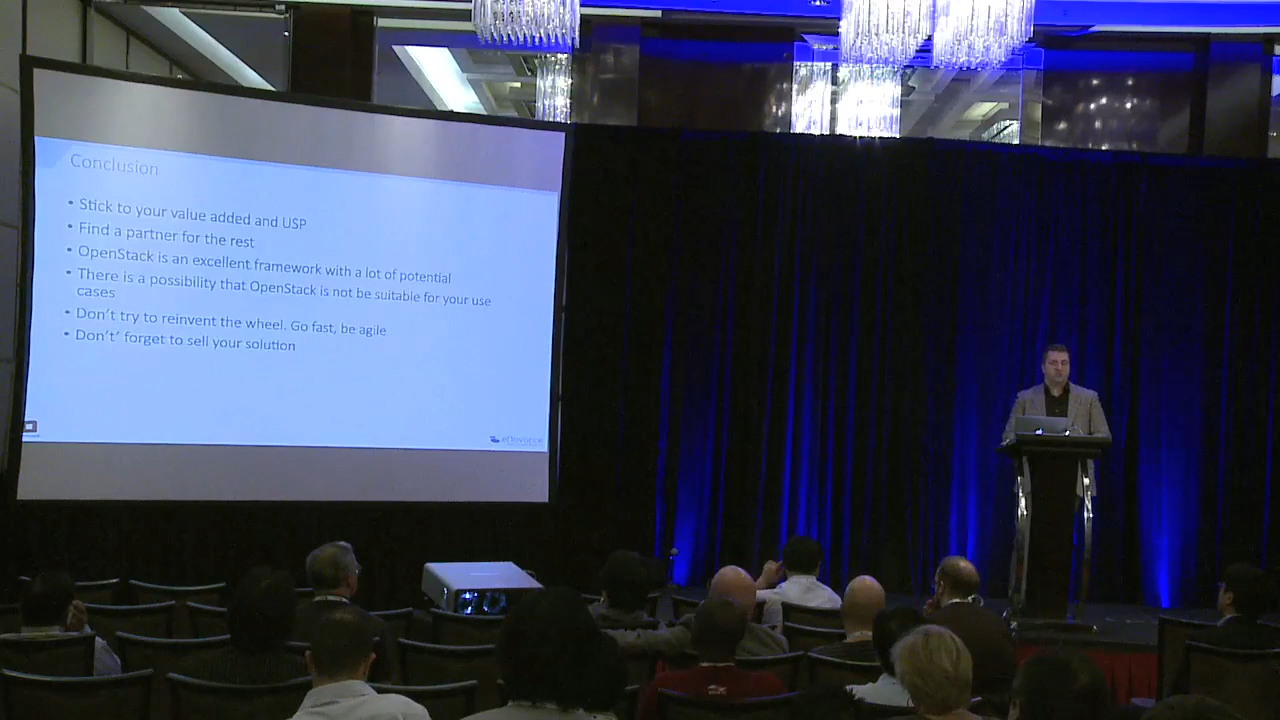 Conclusion
• Stick to your value added and USP
• Find a partner for the rest
• OpenStack is an excellent framework with a lot of potential
• There is a possibility that OpenStack is not be suitable for your use
cases
• Don't try to reinvent the wheel. Go fast, be agile
• Don't' forget to sell your solution